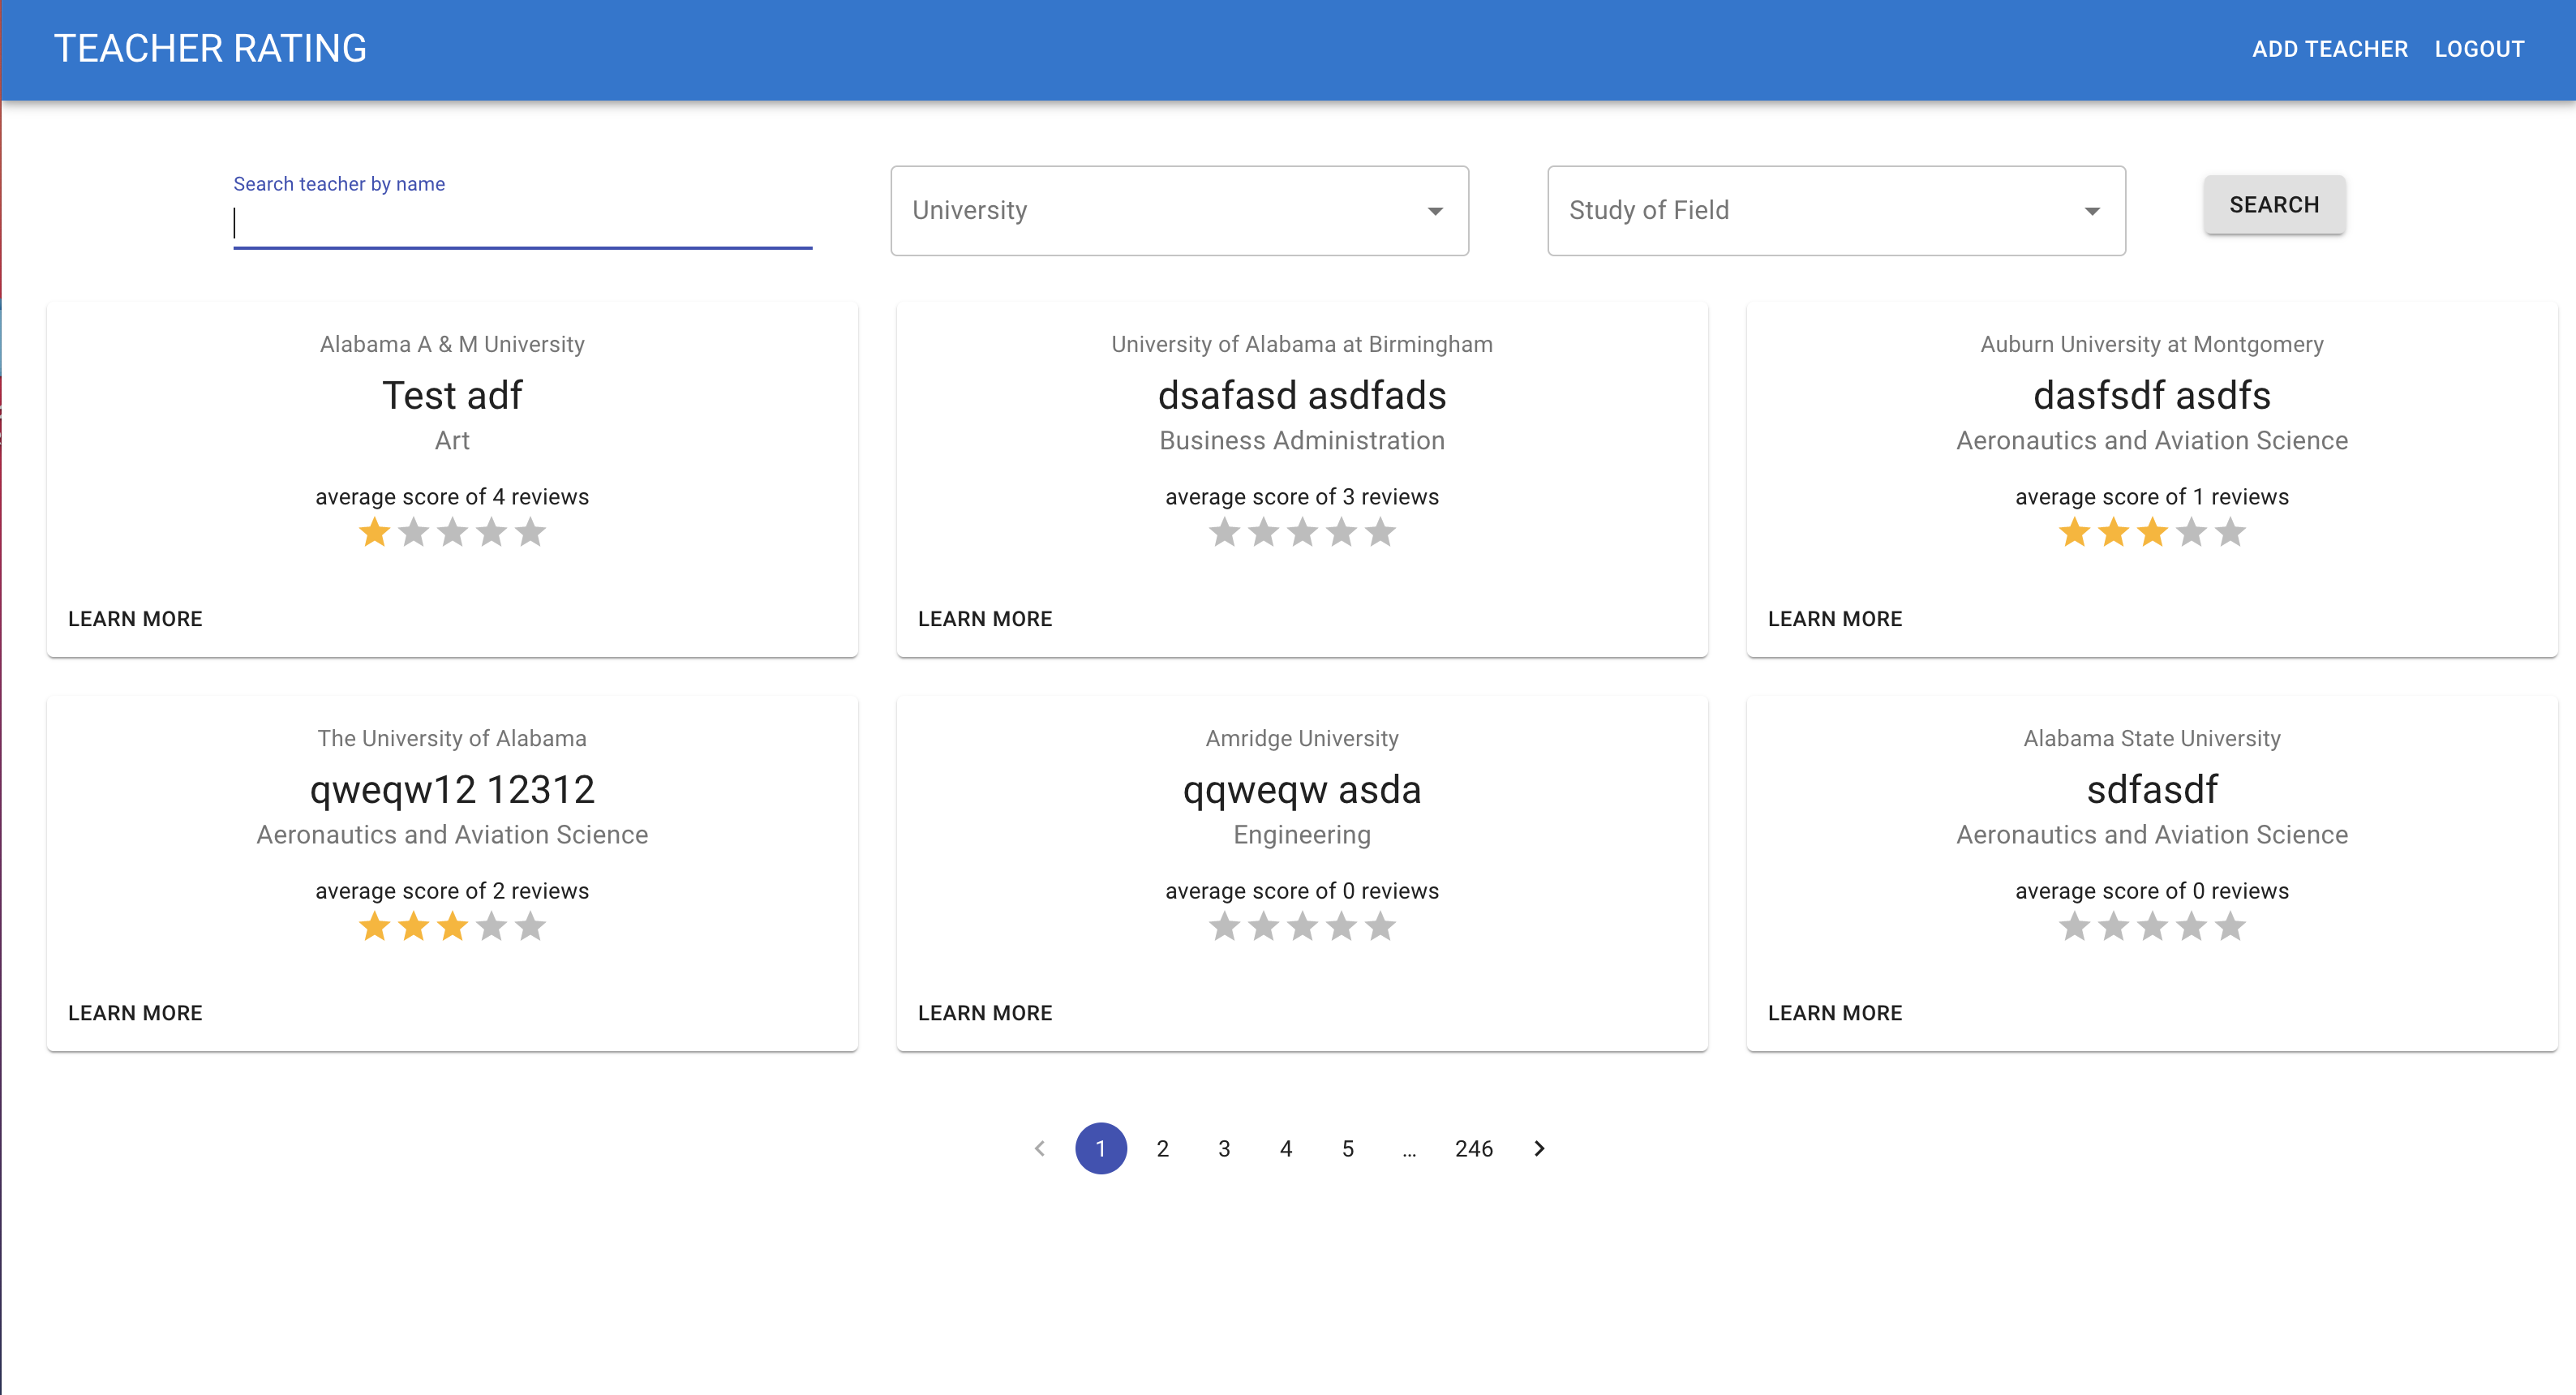 TEACHER RATING
ADD TEACHER
LOGOUT
Search teacher by name
University
Study of Field
SEARCH
Alabama A & M University
Test adf
Art
average score of 4 reviews
LEARN MORE
University of Alabama at Birmingham
dsafasd asdfads
Business Administration
average score of 3 reviews
LEARN MORE
Auburn University at Montgomery
dasfsdf asdfs
Aeronautics and Aviation Science
average score of 1 reviews
LEARN MORE
The University of Alabama
qweqw12 12312
Aeronautics and Aviation Science
average score of 2 reviews
LEARN MORE
Amridge University
qqweqw asda
Engineering
average score of 0 reviews
LEARN MORE
Alabama State University
sdfasdf
Aeronautics and Aviation Science
average score of 0 reviews
LEARN MORE
1 2 3 4 5 ... 246